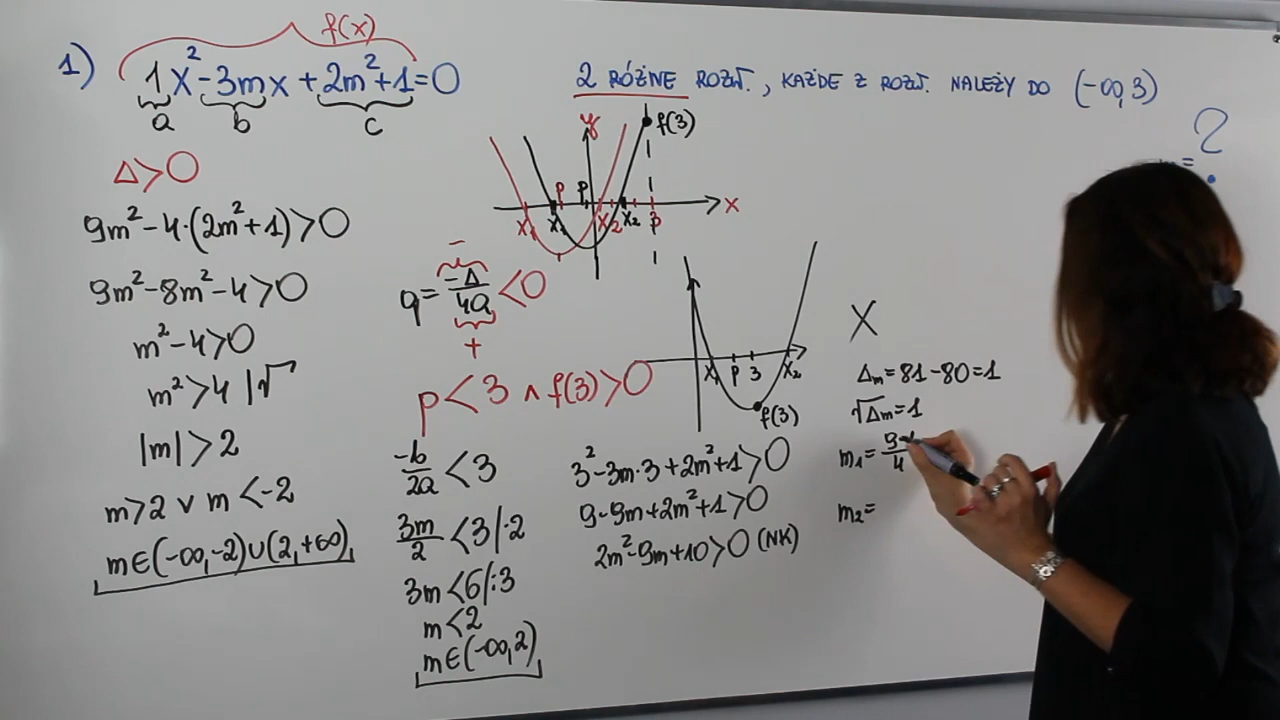 f(x)
1) 1x²-3mx+2m²+1=0
a b c
2 RÓŻNE ROZW., KAŻDE Z ROZW. NALEŻY DO (-∞,3)
?
=
Δ>0
9m²-4·(2m²+1)>0
9m²-8m²-4>0
m²-4>0
m²>4 |√
|m|>2
m>2 ∨ m<-2
m∈(-∞,-2)∪(2,+∞)
y
f(3)
p p
x₁ x₁ x₂ x₂ 3 x
-
q=-Δ/4a<0
+
p<3 ∧ f(3)>0
-b/2a<3
3m/2<3|·2
3m<6|:3
m<2
m∈(-∞,2)
x₁ p 3 x₂
f(3)
3²-3m·3+2m²+1>0
9-9m+2m²+1>0
2m²-9m+10>0 (NK)
X
Δm=81-80=1
√Δm=1
m₁=9-/4
m₂=